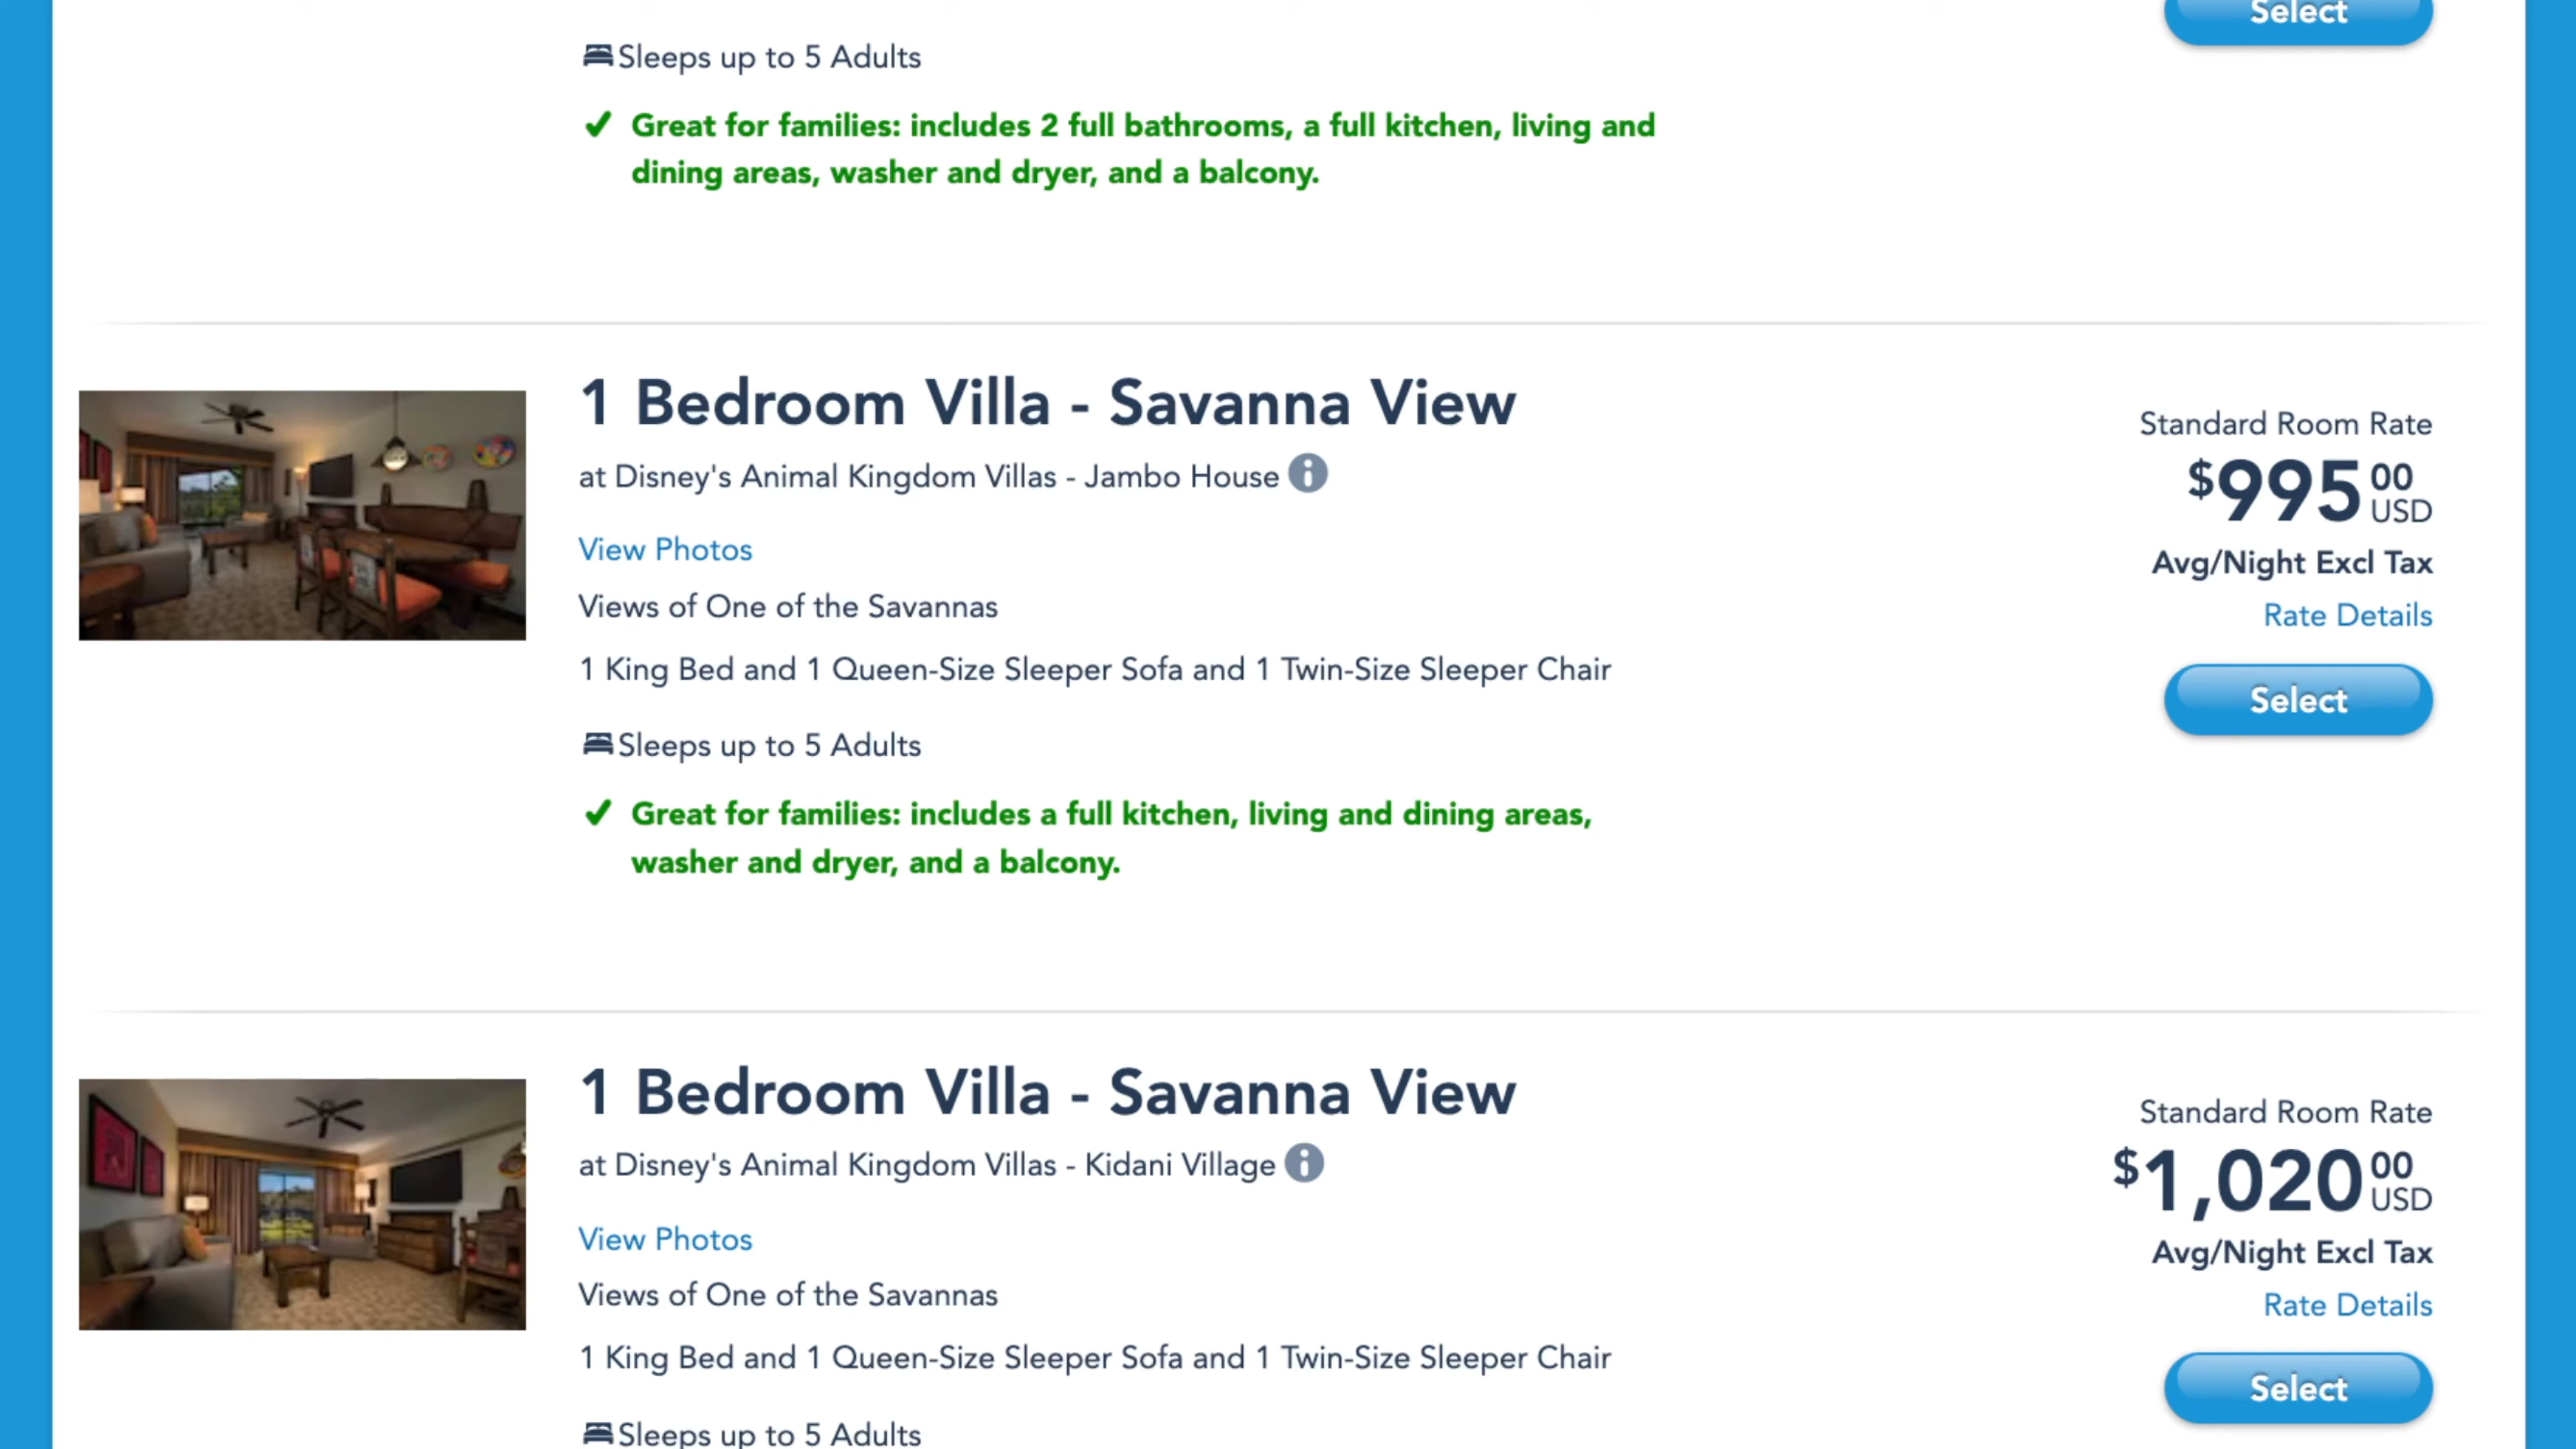 Select
Sleeps up to 5 Adults
Great for families: includes 2 full bathrooms, a full kitchen, living and
dining areas, washer and dryer, and a balcony.
1 Bedroom Villa - Savanna View
at Disney's Animal Kingdom Villas - Jambo House
View Photos
Views of One of the Savannas
1 King Bed and 1 Queen-Size Sleeper Sofa and 1 Twin-Size Sleeper Chair
Sleeps up to 5 Adults
Great for families: includes a full kitchen, living and dining areas,
washer and dryer, and a balcony.
Standard Room Rate
$995 00 USD
Avg/Night Excl Tax
Rate Details
Select
1 Bedroom Villa - Savanna View
at Disney's Animal Kingdom Villas - Kidani Village
View Photos
Views of One of the Savannas
1 King Bed and 1 Queen-Size Sleeper Sofa and 1 Twin-Size Sleeper Chair
Sleeps up to 5 Adults
Standard Room Rate
$1,020 00 USD
Avg/Night Excl Tax
Rate Details
Select